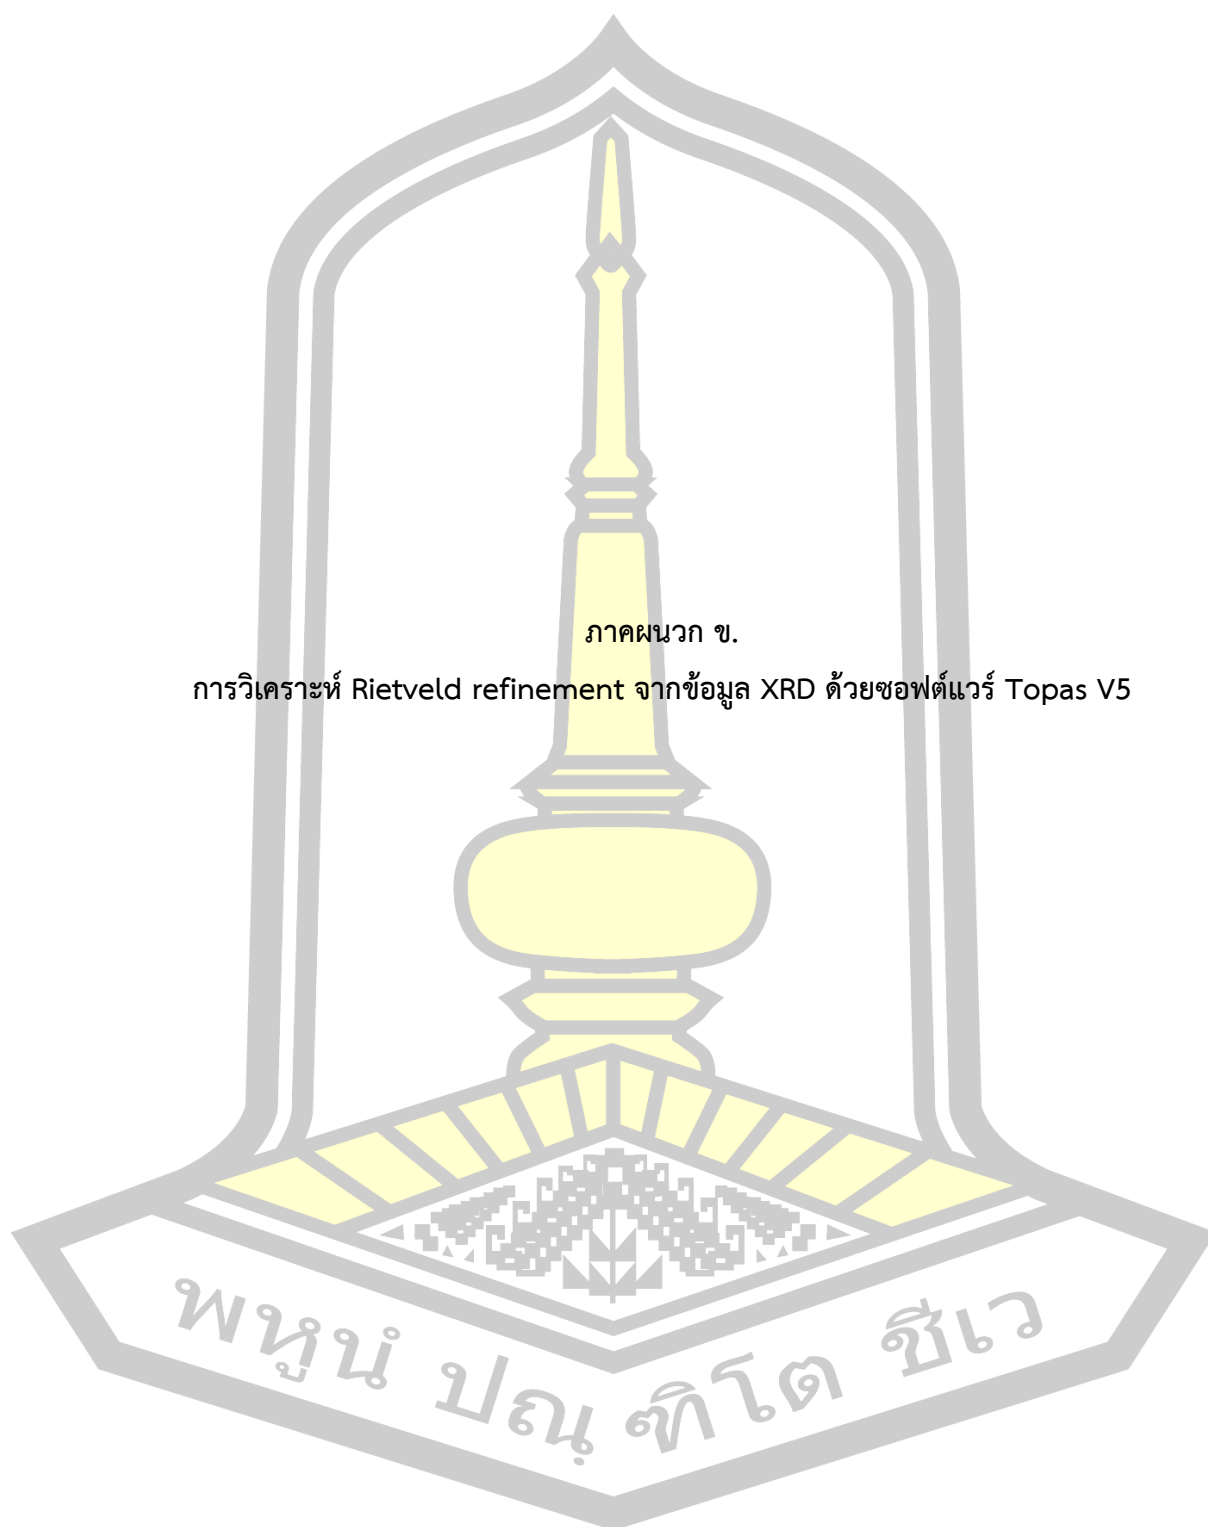 ภาคผนวก ข.
การวิเคราะห์ Rietveld refinement จากข้อมูล XRD ด้วยซอฟต์แวร์ Topas V5
พหูนํ ปณฺฑิโต ชีเว